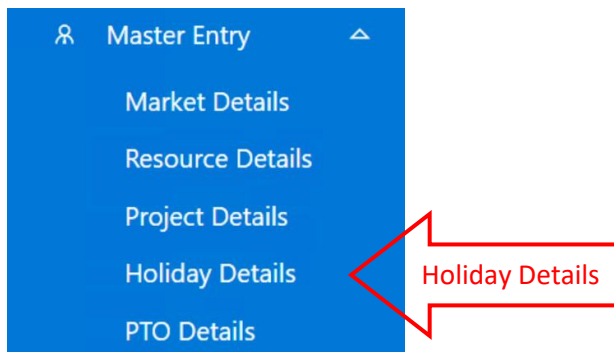 Master Entry
Market Details
Resource Details
Project Details
Holiday Details
Holiday Details
PTO Details